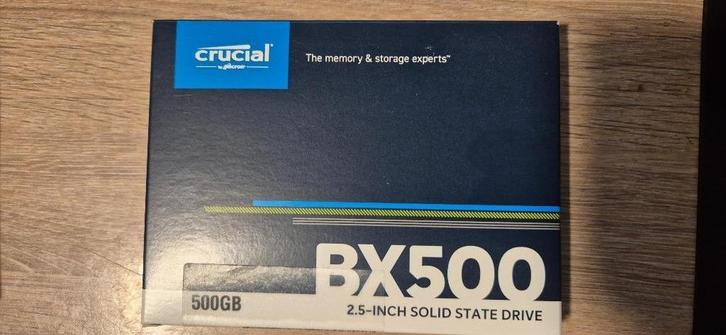 crucial
by Micron
The memory & storage experts™
BX500
500GB
2.5-INCH SOLID STATE DRIVE